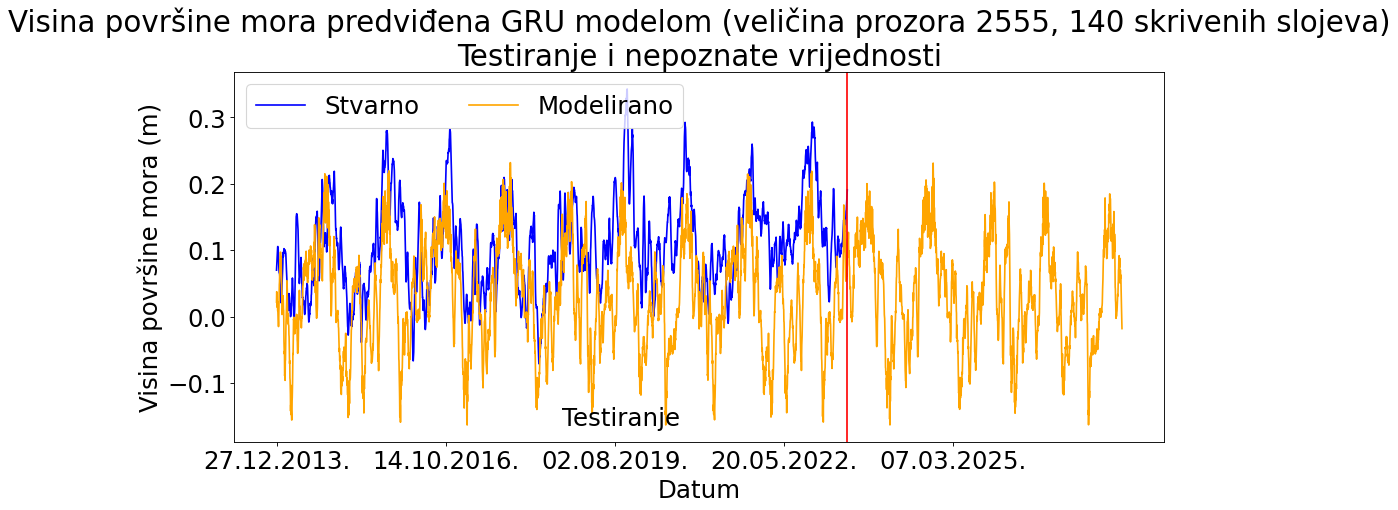 Visina površine mora predviđena GRU modelom (veličina prozora 2555, 140 skrivenih slojeva)
Testiranje i nepoznate vrijednosti
Stvarno
Modelirano
Visina površine mora (m)
0.3
0.2
0.1
0.0
−0.1
Testiranje
27.12.2013.
14.10.2016.
02.08.2019.
20.05.2022.
07.03.2025.
Datum